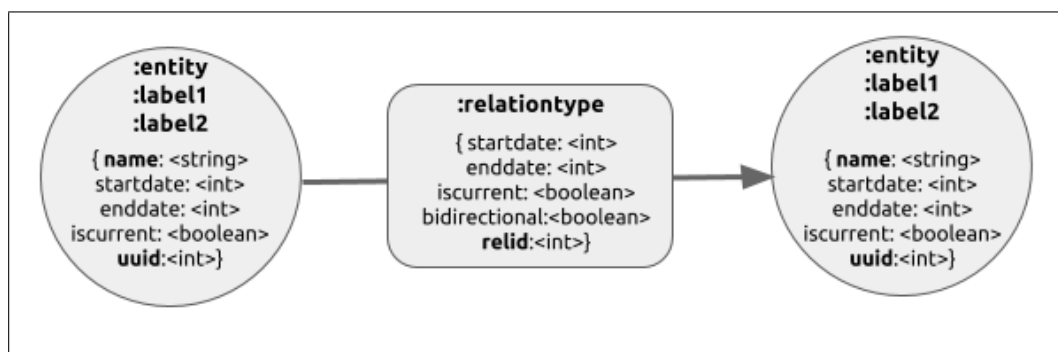 :entity
:label1
:label2
{ name: <string>
startdate: <int>
enddate: <int>
iscurrent: <boolean>
uuid:<int>}
:relationtype
{ startdate: <int>
enddate: <int>
iscurrent: <boolean>
bidirectional:<boolean>
relid:<int>}
:entity
:label1
:label2
{ name: <string>
startdate: <int>
enddate: <int>
iscurrent: <boolean>
uuid:<int>}